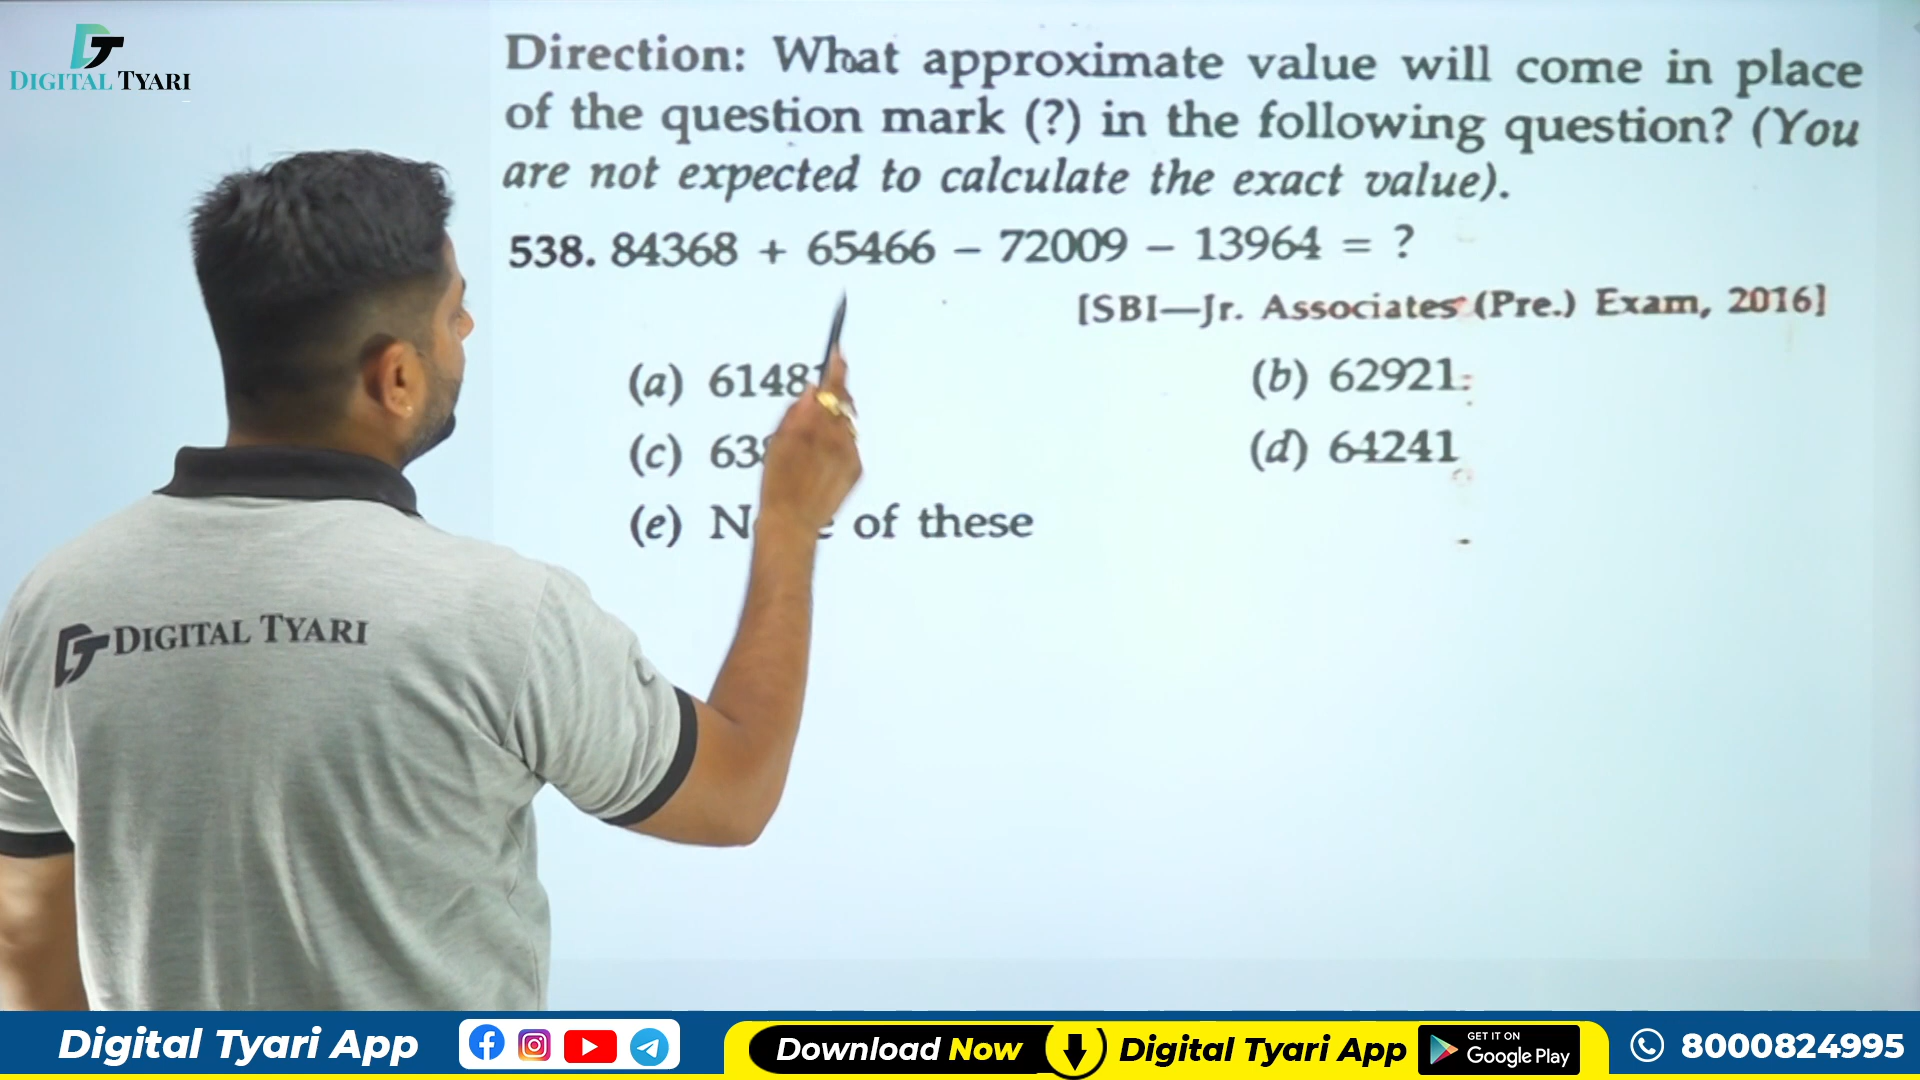 DIGITAL TYARI
Direction: What approximate value will come in place
of the question mark (?) in the following question? (You
are not expected to calculate the exact value).
538. 84368 + 65466 – 72009 – 13964 = ?
[SBI—Jr. Associates (Pre.) Exam, 2016]
(a) (b) 62921
(c) (d) 64241
(e) of these
DIGITAL TYARI
Digital Tyari App Download Now Digital Tyari App GET IT ON Google Play 8000824995